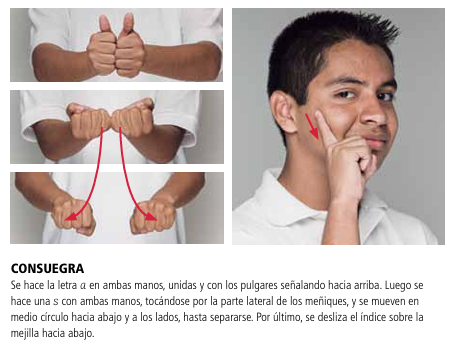 CONSUEGRA
Se hace la letra a en ambas manos, unidas y con los pulgares señalando hacia arriba. Luego se
hace una s con ambas manos, tocándose por la parte lateral de los meñiques, y se mueven en
medio círculo hacia abajo y a los lados, hasta separarse. Por último, se desliza el índice sobre la
mejilla hacia abajo.